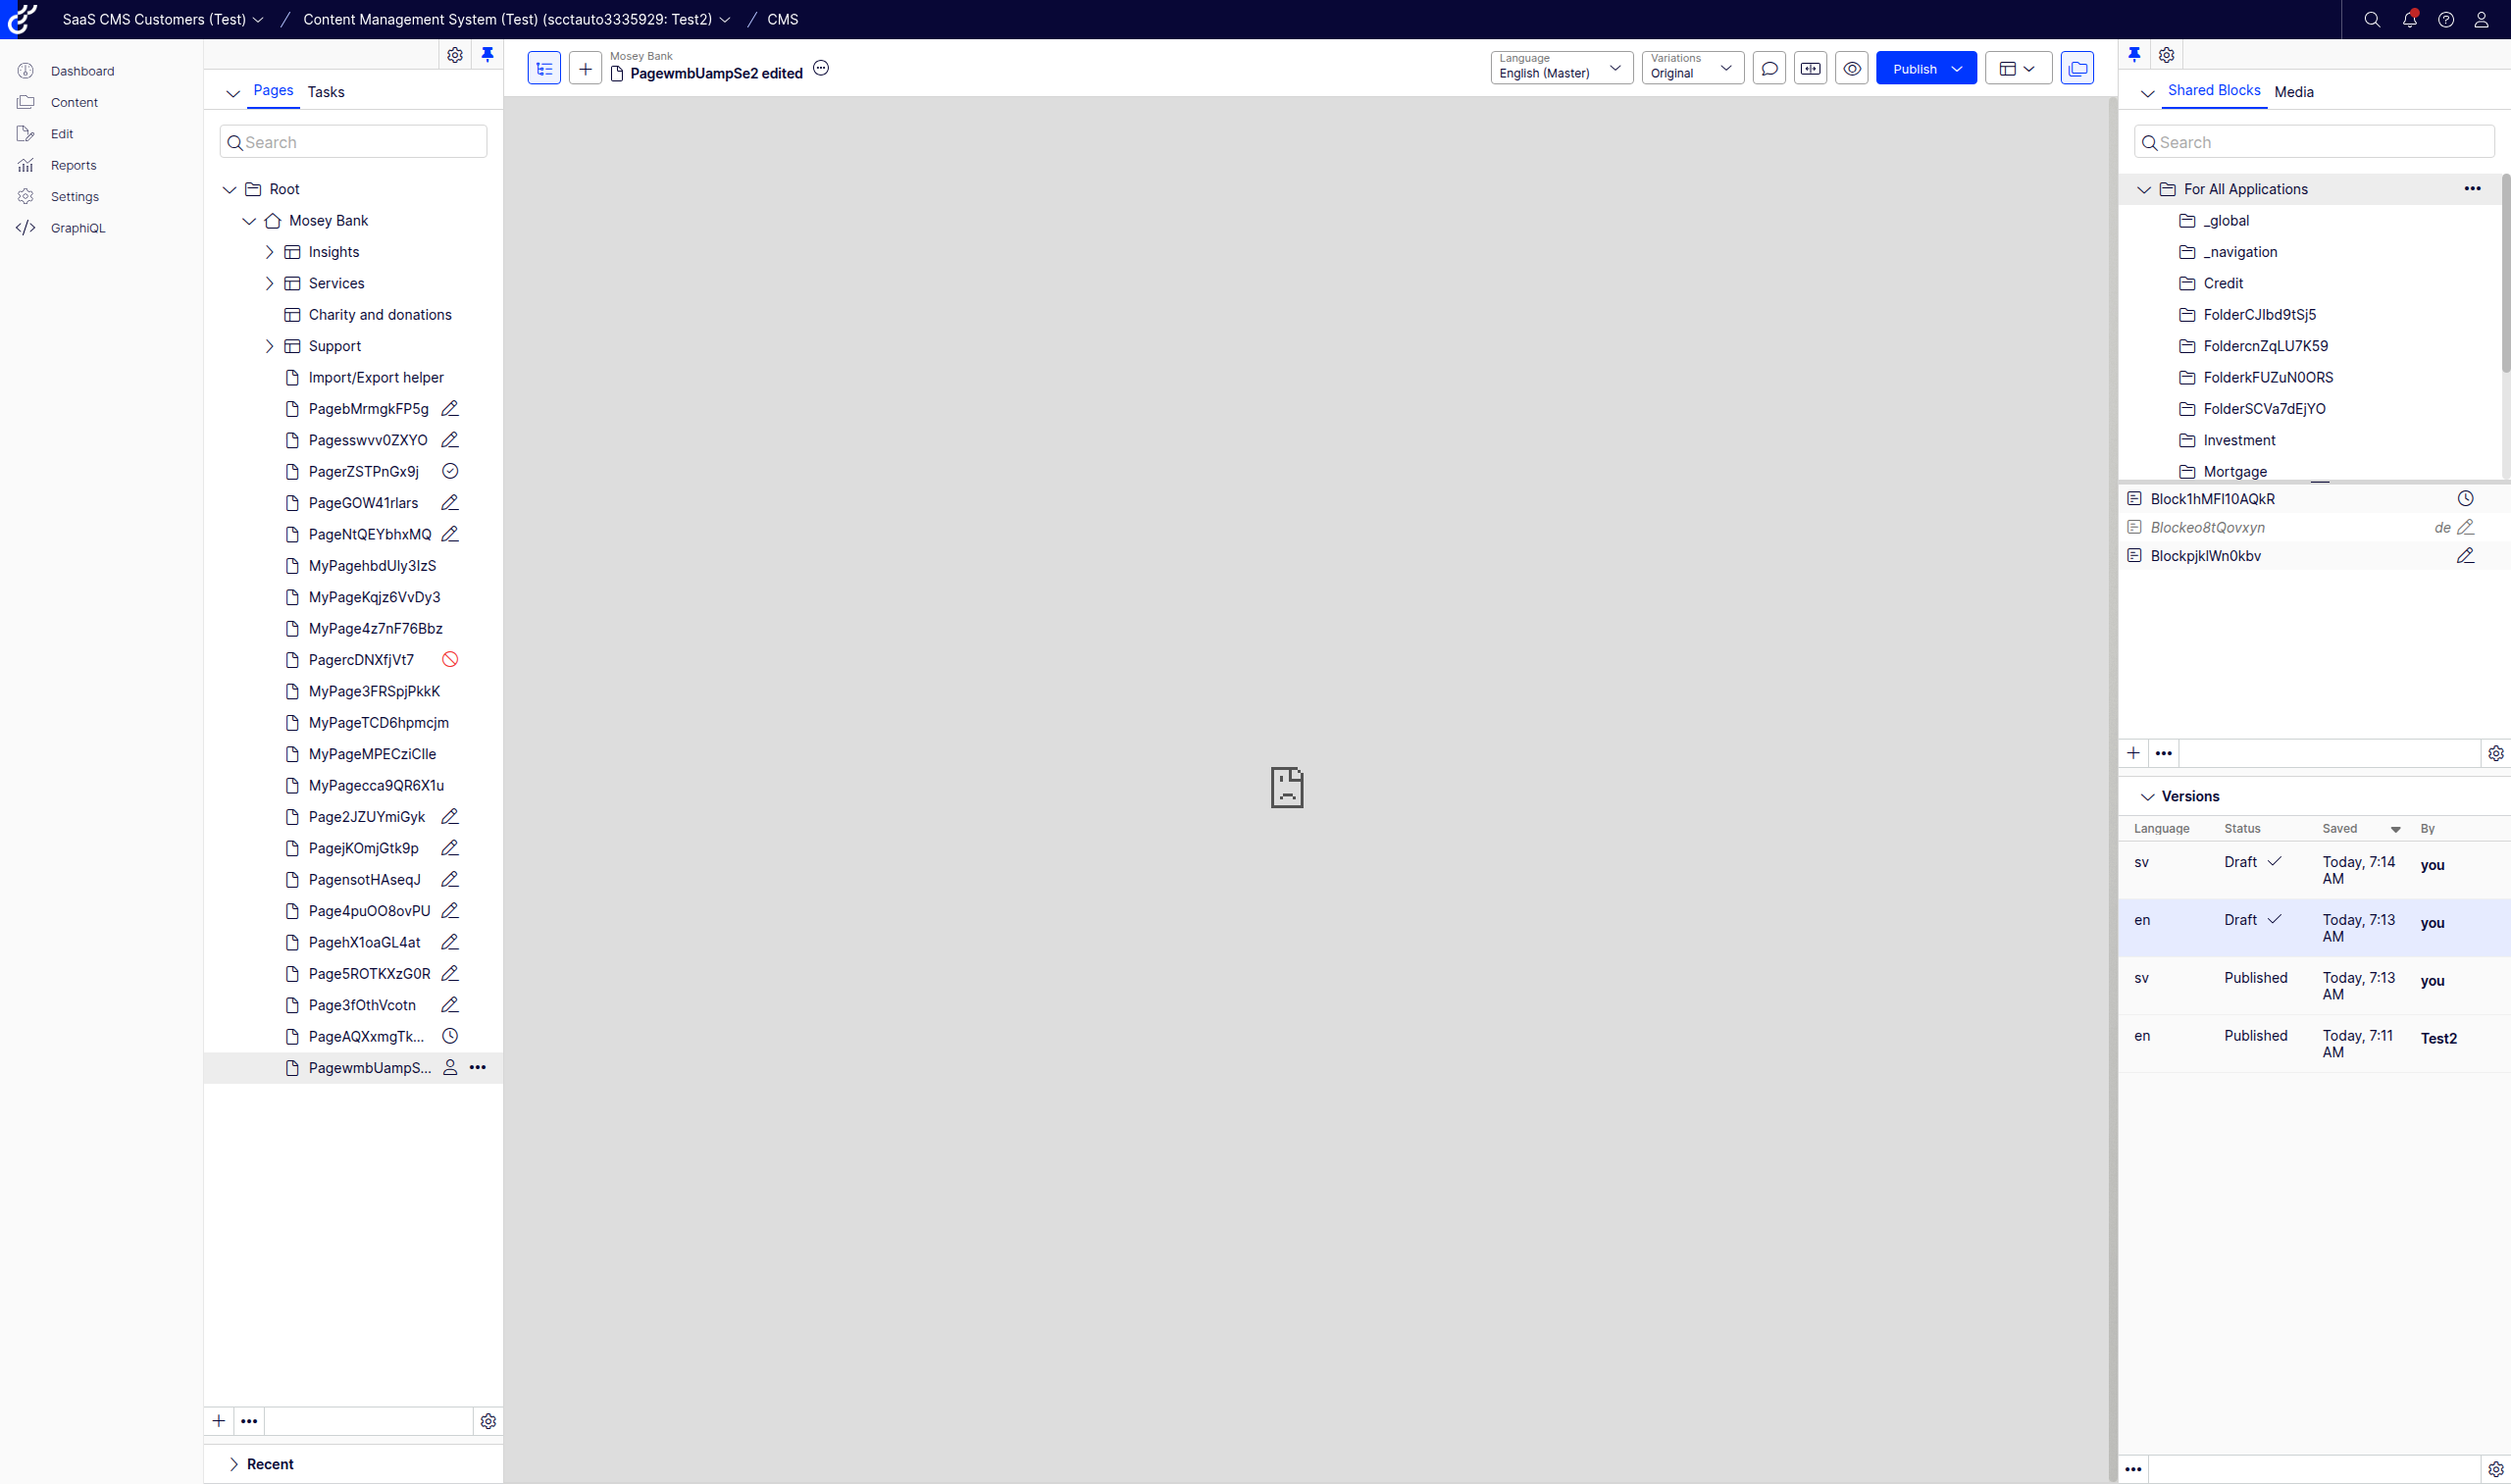 SaaS CMS Customers (Test) / Content Management System (Test) (scctauto3335929: Test2) / CMS
Dashboard
Content
Edit
Reports
Settings
GraphiQL
Pages Tasks
Search
Root
Mosey Bank
Insights
Services
Charity and donations
Support
Import/Export helper
PagebMrmgkFP5g
Pagesswvv0ZXYO
PagerZSTPnGx9j
PageGOW41rlars
PageNtQEYbhxMQ
MyPagehbdUly3IzS
MyPageKqjz6VvDy3
MyPage4z7nF76Bbz
PagercDNXfjVt7
MyPage3FRSpjPkkK
MyPageTCD6hpmcjm
MyPageMPECziClle
MyPagecca9QR6X1u
Page2JZUYmiGyk
PagejKOmjGtk9p
PagensotHAseqJ
Page4puOO8ovPU
PagehX1oaGL4at
Page5ROTKXzG0R
Page3fOthVcotn
PageAQXxmgTk...
PagewmbUampS...
Recent
Mosey Bank
PagewmbUampSe2 edited
Language
English (Master)
Variations
Original
Publish
Shared Blocks Media
Search
For All Applications
_global
_navigation
Credit
FolderCJIbd9tSj5
FoldercnZqLU7K59
FolderkFUZuN0ORS
FolderSCVa7dEjYO
Investment
Mortgage
Block1hMFl10AQkR
Blockeo8tQovxyn de
BlockpjklWn0kbv
Versions
Language Status Saved By
sv Draft Today, 7:14 AM you
en Draft Today, 7:13 AM you
sv Published Today, 7:13 AM you
en Published Today, 7:11 AM Test2